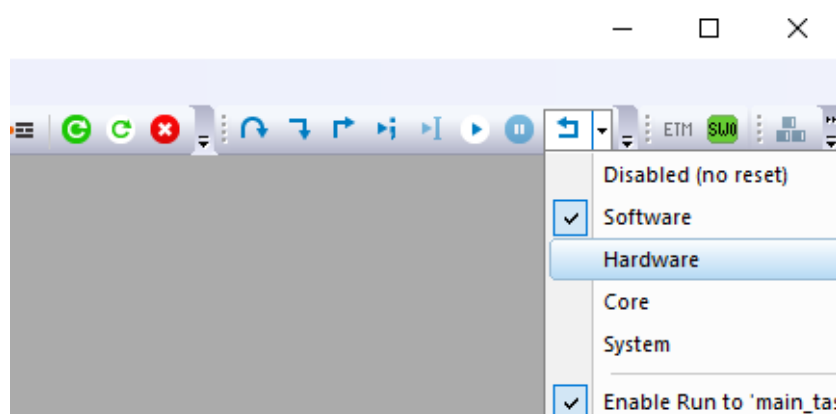 ETM SWO
Disabled (no reset)
Software
Hardware
Core
System
Enable Run to 'main_tas